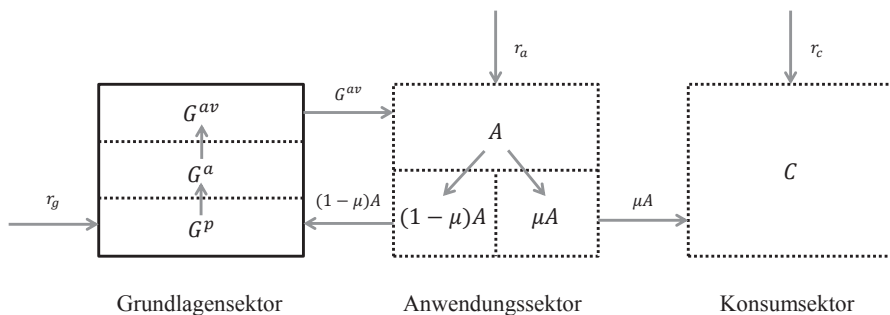 r_a
r_c
G^{av}
G^{av}
A
G^a
C
r_g
(1 − μ)A
μA
(1 − μ)A
μA
G^p
Grundlagensektor
Anwendungssektor
Konsumsektor